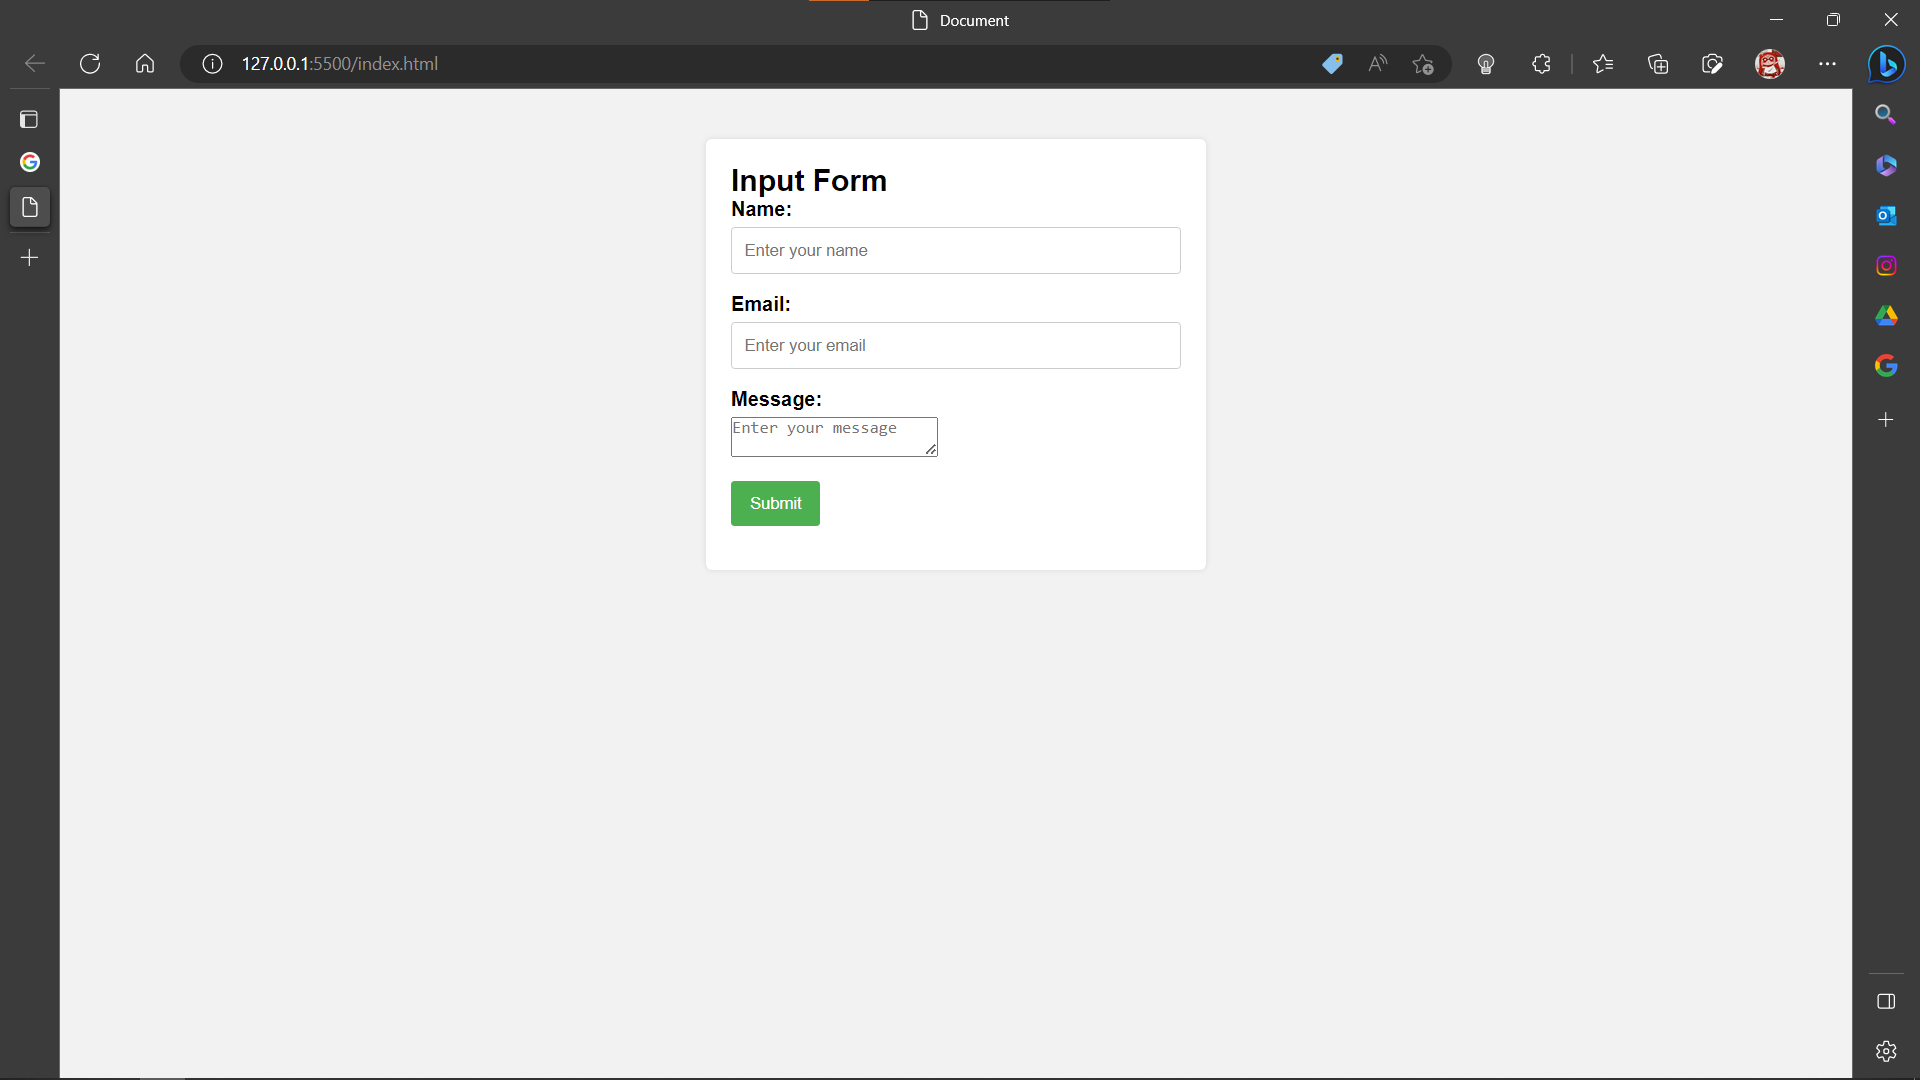 Document
127.0.0.1:5500/index.html
Input Form
Name:
Enter your name
Email:
Enter your email
Message:
Enter your message
Submit